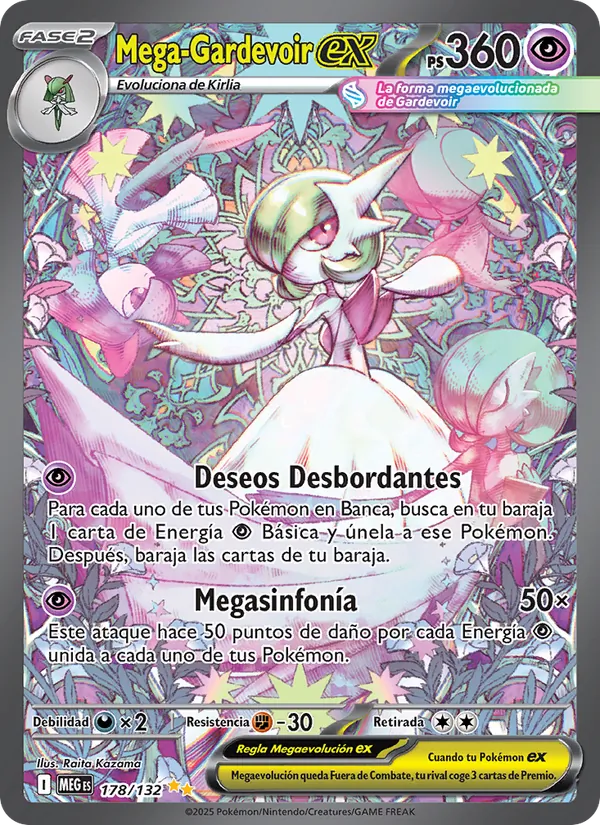 FASE 2
Mega-Gardevoir ex
PS 360
Evoluciona de Kirlia
La forma megaevolucionada
de Gardevoir
Deseos Desbordantes
Para cada uno de tus Pokémon en Banca, busca en tu baraja
1 carta de Energía Básica y únela a ese Pokémon.
Después, baraja las cartas de tu baraja.
Megasinfonía 50×
Este ataque hace 50 puntos de daño por cada Energía
unida a cada uno de tus Pokémon.
Debilidad ×2 Resistencia -30 Retirada
Ilus. Raita Kazama
Regla Megaevolución ex Cuando tu Pokémon ex
Megaevolución queda Fuera de Combate, tu rival coge 3 cartas de Premio.
I MEG ES 178/132
©2025 Pokémon/Nintendo/Creatures/GAME FREAK